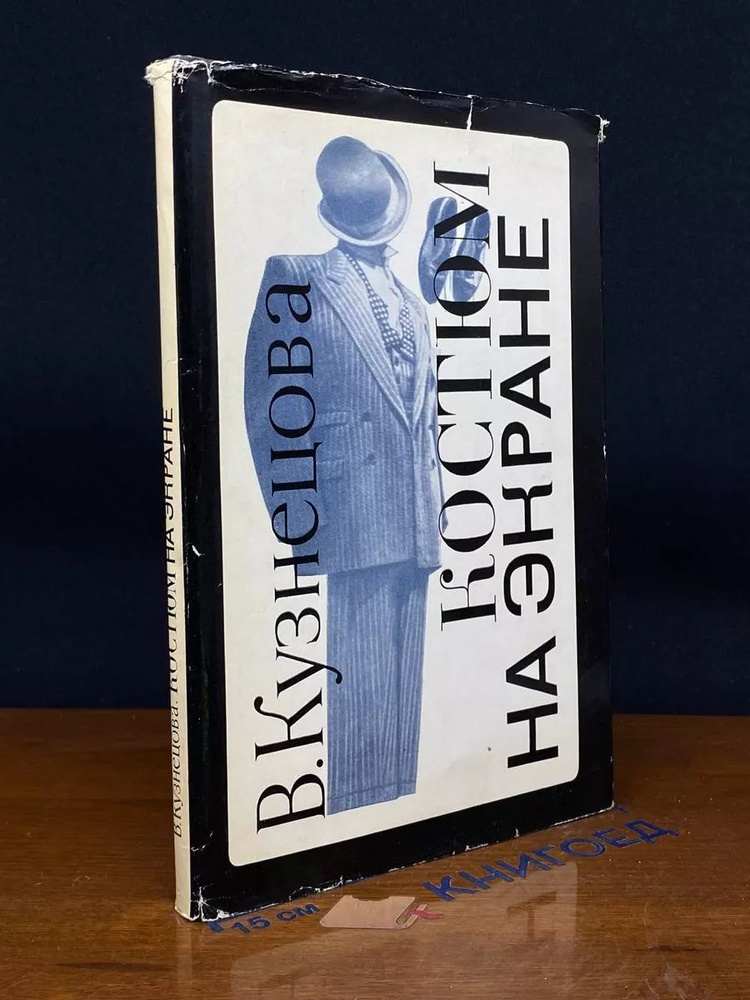 В. Кузнецова
КОСТЮМ
НА ЭКРАНЕ
В. Кузнецова. КОСТЮМ НА ЭКРАНЕ
15 см
КНИГОЕД